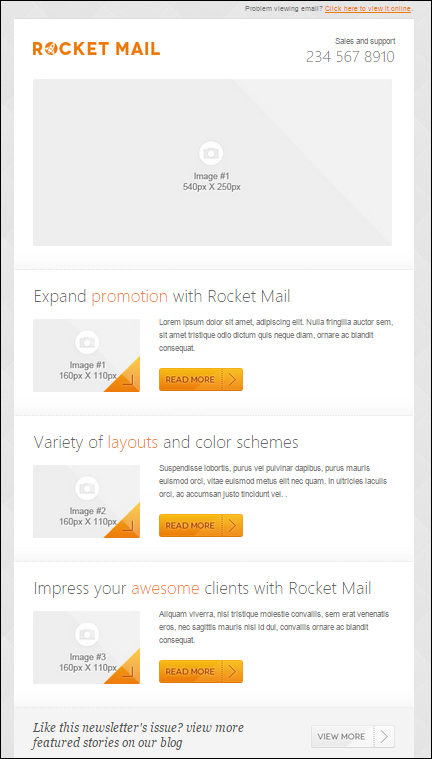 Problem viewing email? Click here to view it online
ROCKET MAIL
Sales and support
234 567 8910
Image #1
540px X 250px
Expand promotion with Rocket Mail
Image #1
160px X 110px
Lorem ipsum dolor sit amet, adipiscing elit. Nulla fringilla auctor sem,
sit amet tristique odio dictum quis neque diam, ornare ac blandit
consequat.
READ MORE
Variety of layouts and color schemes
Image #2
160px X 110px
Suspendisse lobortis, purus vel pulvinar dapibus, purus mauris
euismod orci, vitae euismod metus elit nec quam. In ultricies iaculis
orci, ac accumsan justo tincidunt vel. .
READ MORE
Impress your awesome clients with Rocket Mail
Image #3
160px X 110px
Aliquam viverra, nisi tristique molestie convallis, sem erat venenatis
eros, nec sagittis mauris nisi id dui, convallis ornare ac blandit
consequat.
READ MORE
Like this newsletter's issue? view more
featured stories on our blog
VIEW MORE